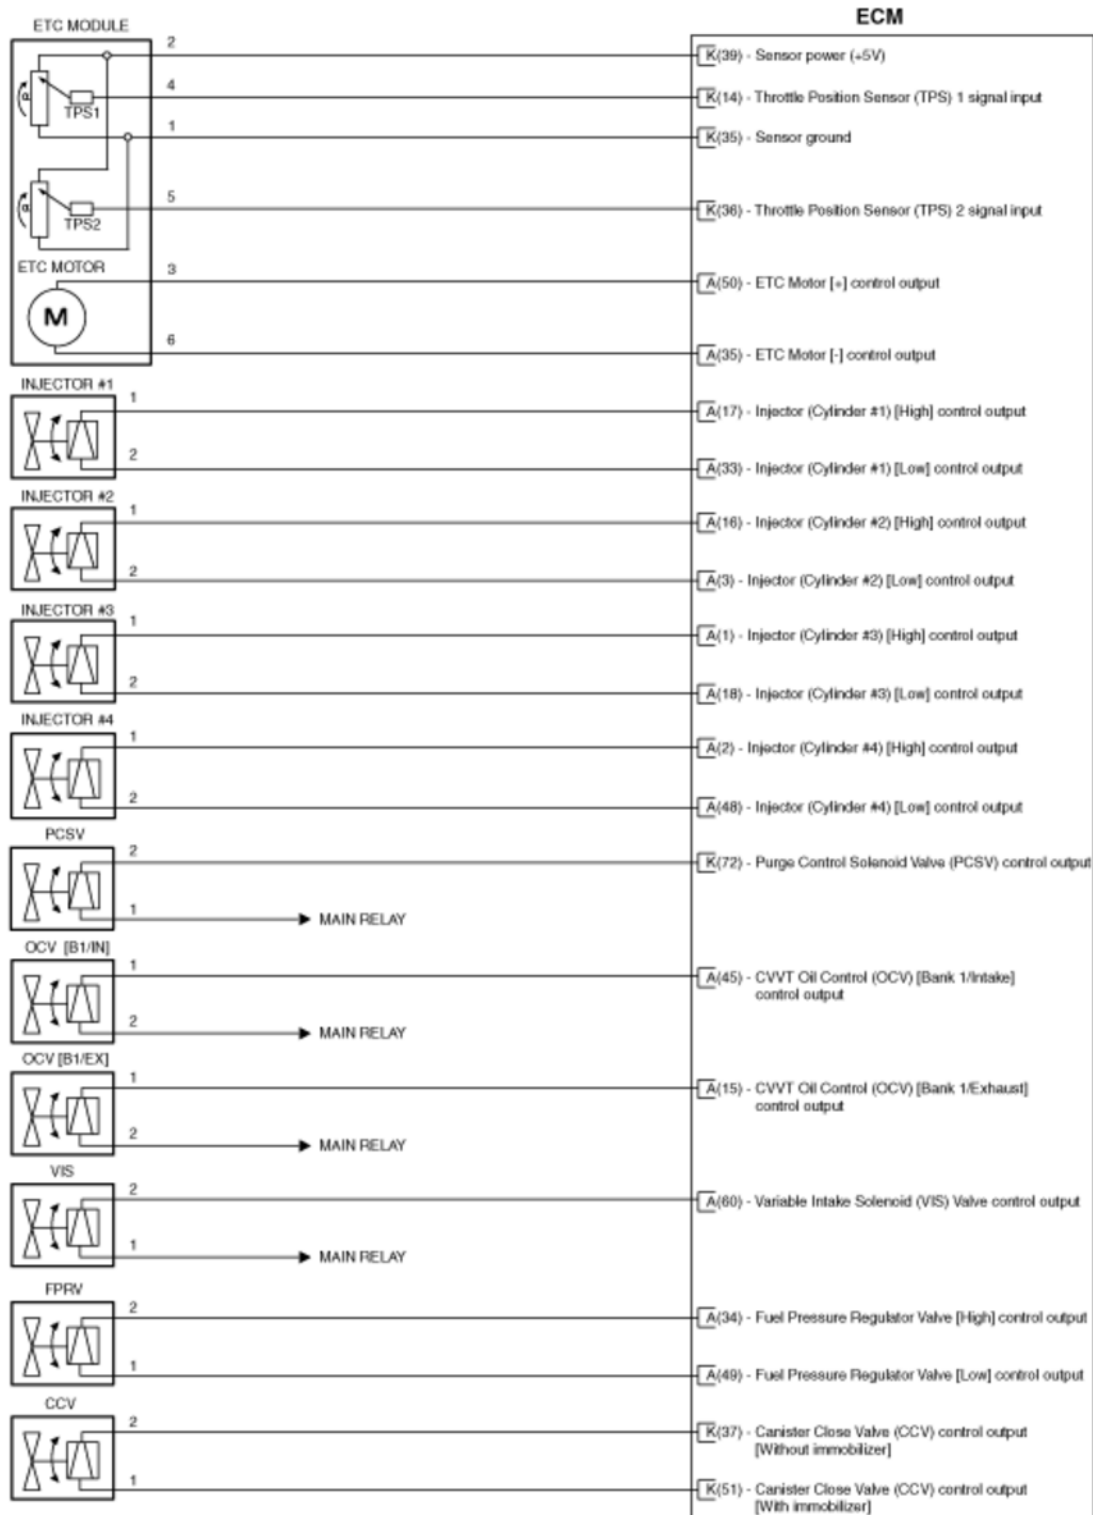 ECM
ETC MODULE
2
K(39) - Sensor power (+5V)
4
K(14) - Throttle Position Sensor (TPS) 1 signal input
TPS1
1
K(35) - Sensor ground
5
K(36) - Throttle Position Sensor (TPS) 2 signal input
TPS2
ETC MOTOR
3
A(50) - ETC Motor [+] control output
M
6
A(35) - ETC Motor [-] control output
INJECTOR #1
1
A(17) - Injector (Cylinder #1) [High] control output
2
A(33) - Injector (Cylinder #1) [Low] control output
INJECTOR #2
1
A(16) - Injector (Cylinder #2) [High] control output
2
A(3) - Injector (Cylinder #2) [Low] control output
INJECTOR #3
1
A(1) - Injector (Cylinder #3) [High] control output
2
A(18) - Injector (Cylinder #3) [Low] control output
INJECTOR #4
1
A(2) - Injector (Cylinder #4) [High] control output
2
A(48) - Injector (Cylinder #4) [Low] control output
PCSV
2
K(72) - Purge Control Solenoid Valve (PCSV) control output
1
MAIN RELAY
OCV [B1/IN]
1
A(45) - CVVT Oil Control (OCV) [Bank 1/Intake]
control output
2
MAIN RELAY
OCV [B1/EX]
1
A(15) - CVVT Oil Control (OCV) [Bank 1/Exhaust]
control output
2
MAIN RELAY
VIS
2
A(60) - Variable Intake Solenoid (VIS) Valve control output
1
MAIN RELAY
FPRV
2
A(34) - Fuel Pressure Regulator Valve [High] control output
1
A(49) - Fuel Pressure Regulator Valve [Low] control output
CCV
2
K(37) - Canister Close Valve (CCV) control output
[Without immobilizer]
1
K(51) - Canister Close Valve (CCV) control output
[With immobilizer]